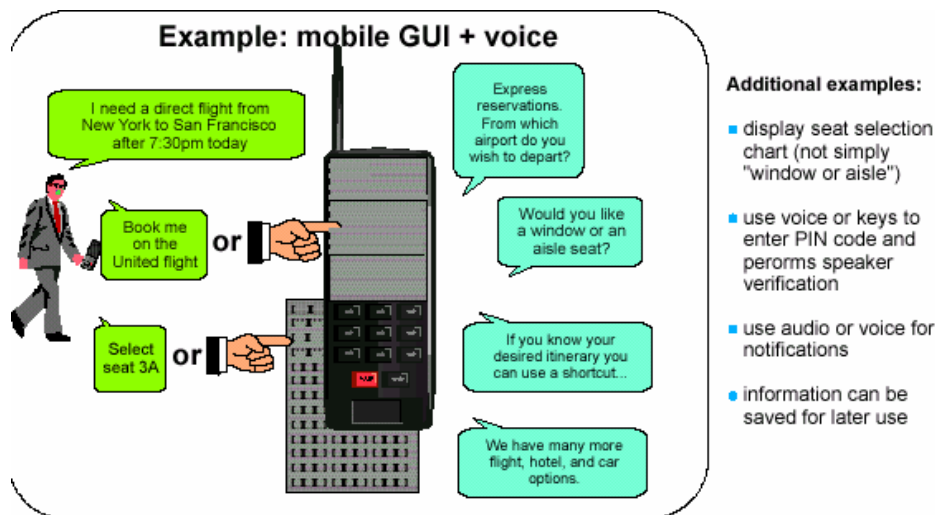 Example: mobile GUI + voice
I need a direct flight from
New York to San Francisco
after 7:30pm today
Book me
on the
United flight
or
Select
seat 3A
or
Express
reservations.
From which
airport do you
wish to depart?
Would you like
a window or an
aisle seat?
If you know your
desired itinerary you
can use a shortcut...
We have many more
flight, hotel, and car
options.
Additional examples:
display seat selection
chart (not simply
"window or aisle")
use voice or keys to
enter PIN code and
perorms speaker
verification
use audio or voice for
notifications
information can be
saved for later use